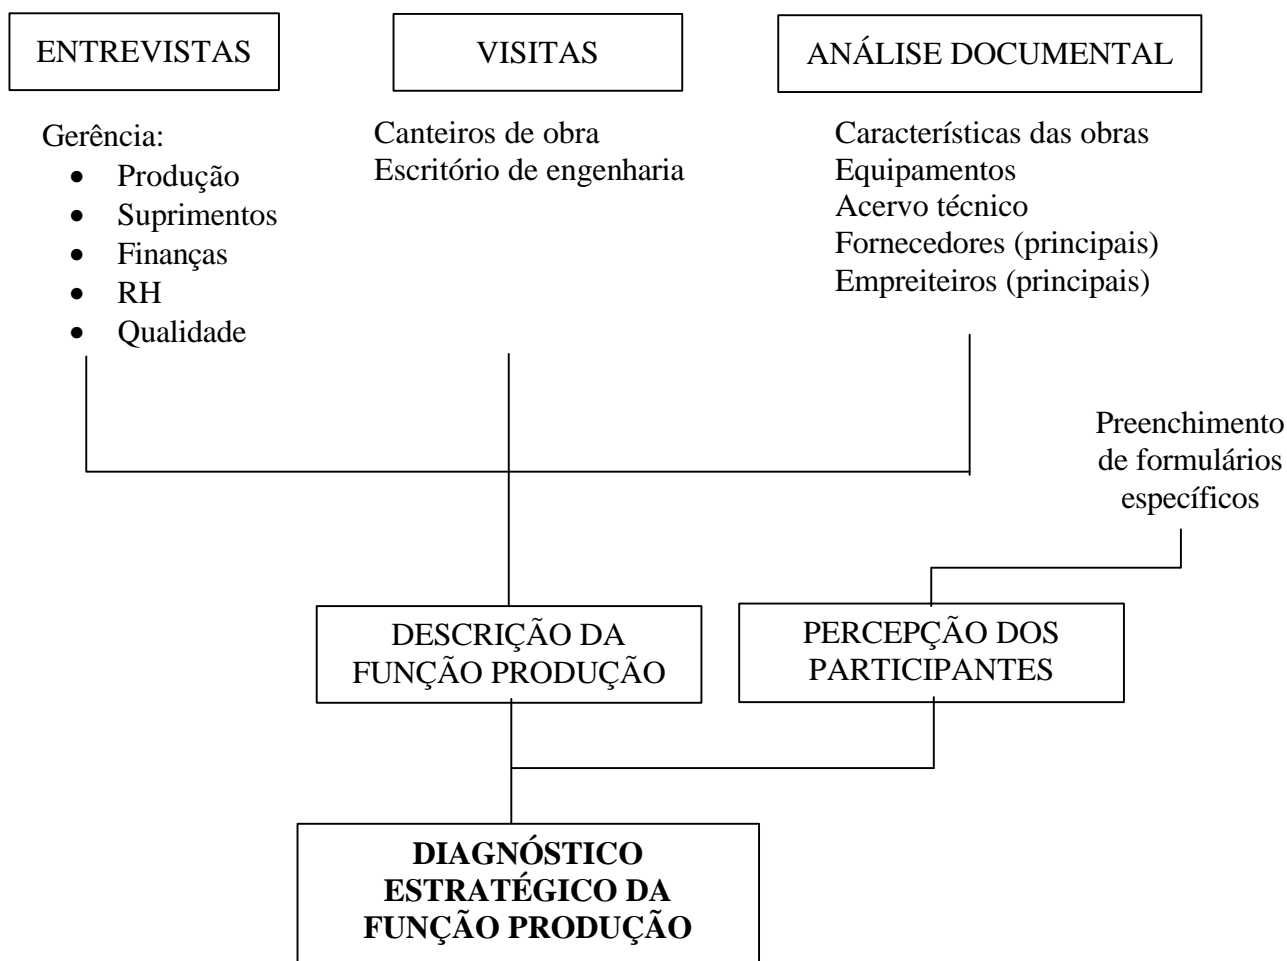 ENTREVISTAS
Gerência:
• Produção
• Suprimentos
• Finanças
• RH
• Qualidade
VISITAS
Canteiros de obra
Escritório de engenharia
ANÁLISE DOCUMENTAL
Características das obras
Equipamentos
Acervo técnico
Fornecedores (principais)
Empreiteiros (principais)
Preenchimento
de formulários
específicos
DESCRIÇÃO DA
FUNÇÃO PRODUÇÃO
PERCEPÇÃO DOS
PARTICIPANTES
DIAGNÓSTICO
ESTRATÉGICO DA
FUNÇÃO PRODUÇÃO